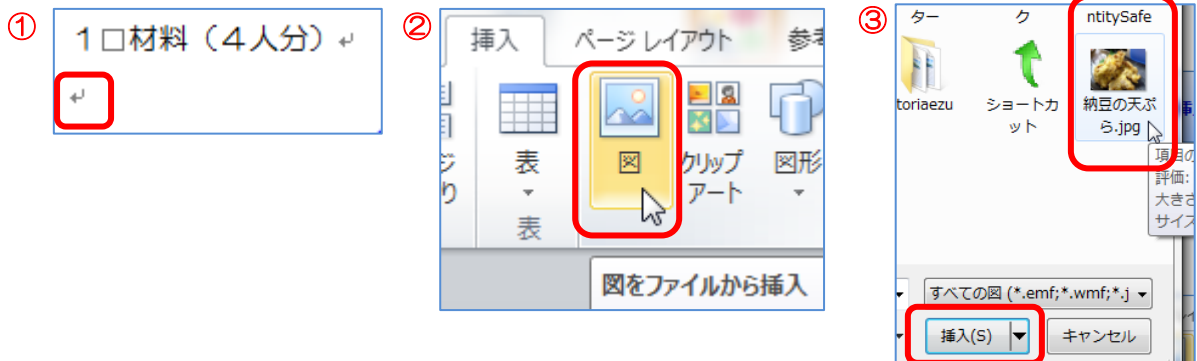 ①
1□材料（４人分）↵
↵
②
挿入 ページ レイアウト 参考
表
図
クリップ
アート
図形
表
図をファイルから挿入
③
ター
ク
ntitySafe
toriaezu
ショートカ
ット
納豆の天ぷ
ら.jpg
項目の
評価:
大きさ
サイズ
すべての図 (*.emf;*.wmf;*.j
挿入(S)
キャンセル